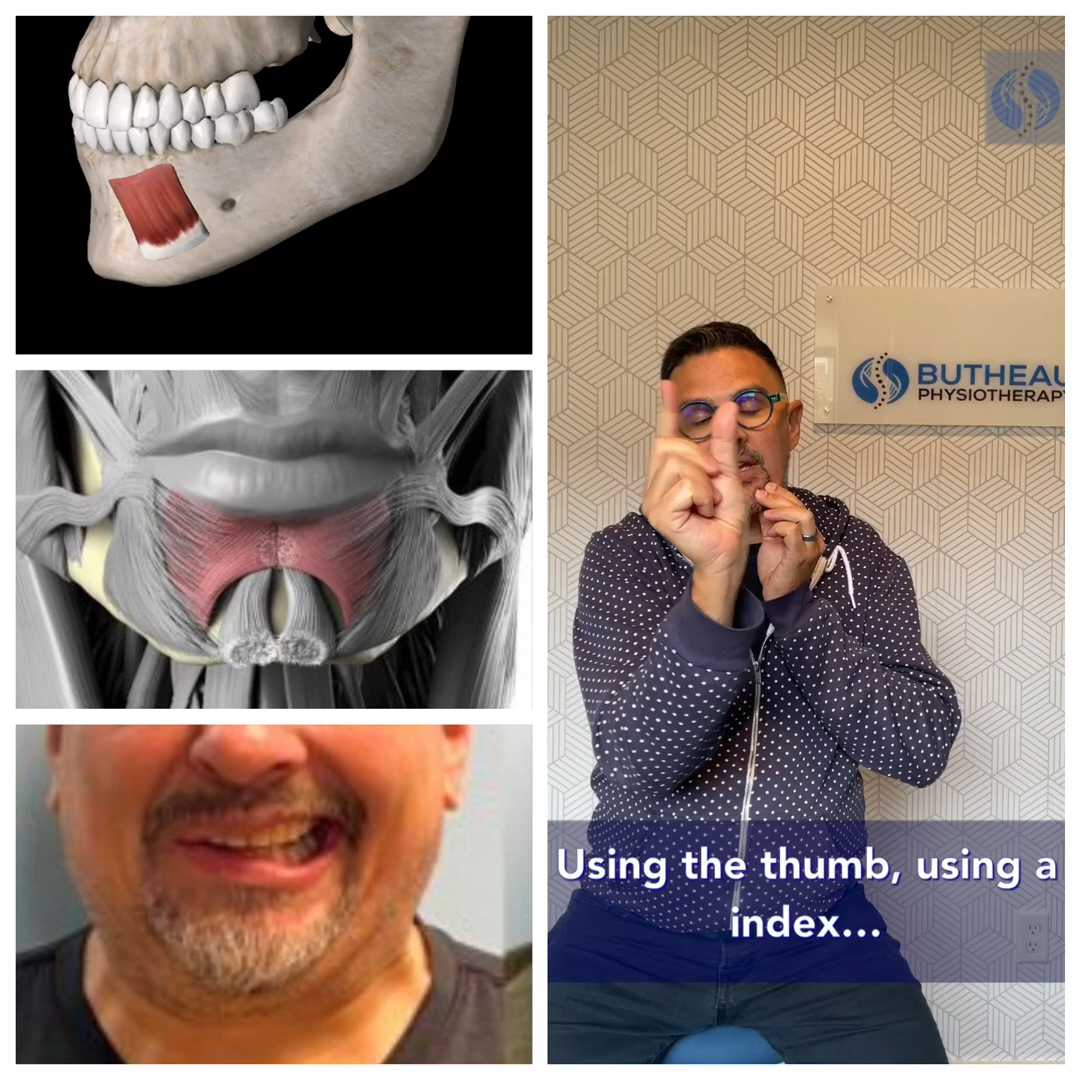 BUTHEAU
PHYSIOTHERAPY
Using the thumb, using a
index...